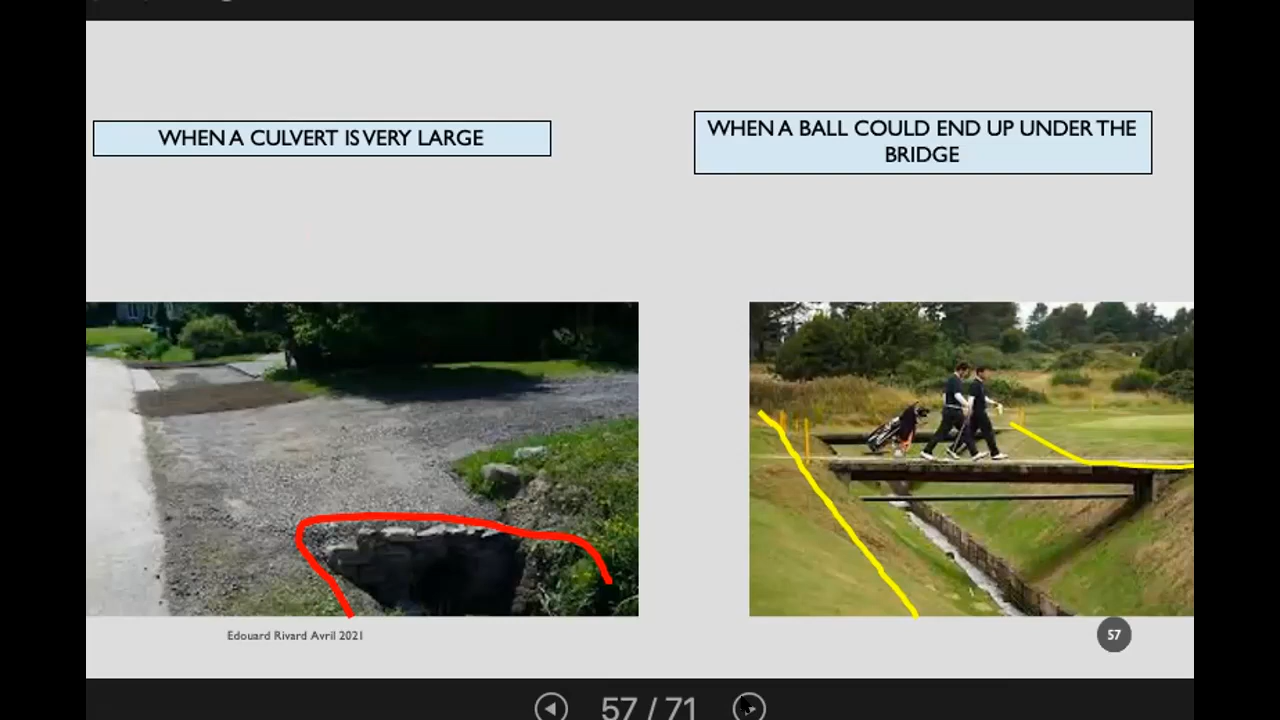 WHEN A CULVERT IS VERY LARGE
WHEN A BALL COULD END UP UNDER THE
BRIDGE
Edouard Rivard Avril 2021
57
57 / 71